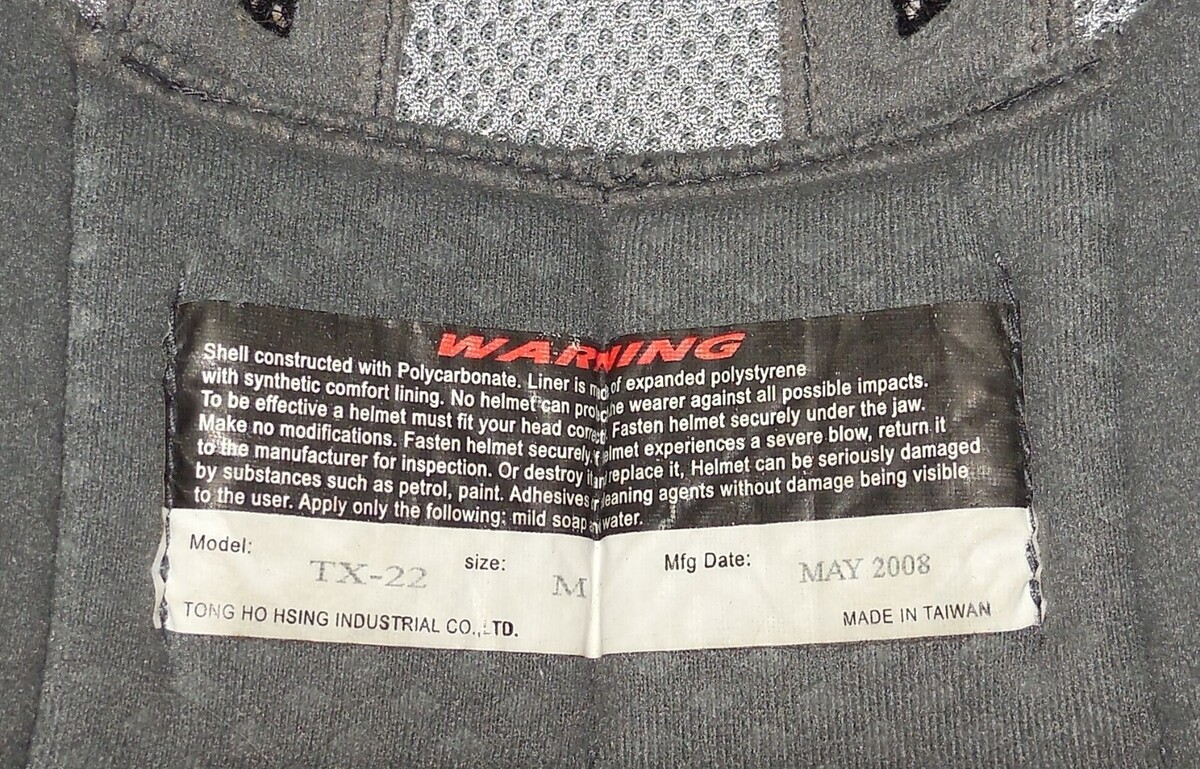 WARNING
Shell constructed with Polycarbonate. Liner is of expanded polystyrene
with synthetic comfort lining. No helmet can wearer against all possible impacts.
To be effective a helmet must fit your head Fasten helmet securely under the jaw.
Make no modifications. Fasten helmet securely, experiences a severe blow, return it
to the manufacturer for inspection. Or destroy replace it, Helmet can be seriously damaged
by substances such as petrol, paint. Adhesives agents without damage being visible
to the user. Apply only the following: mild soap water.
Model: TX-22 size: M Mfg Date: MAY 2008
TONG HO HSING INDUSTRIAL CO.,LTD. MADE IN TAIWAN